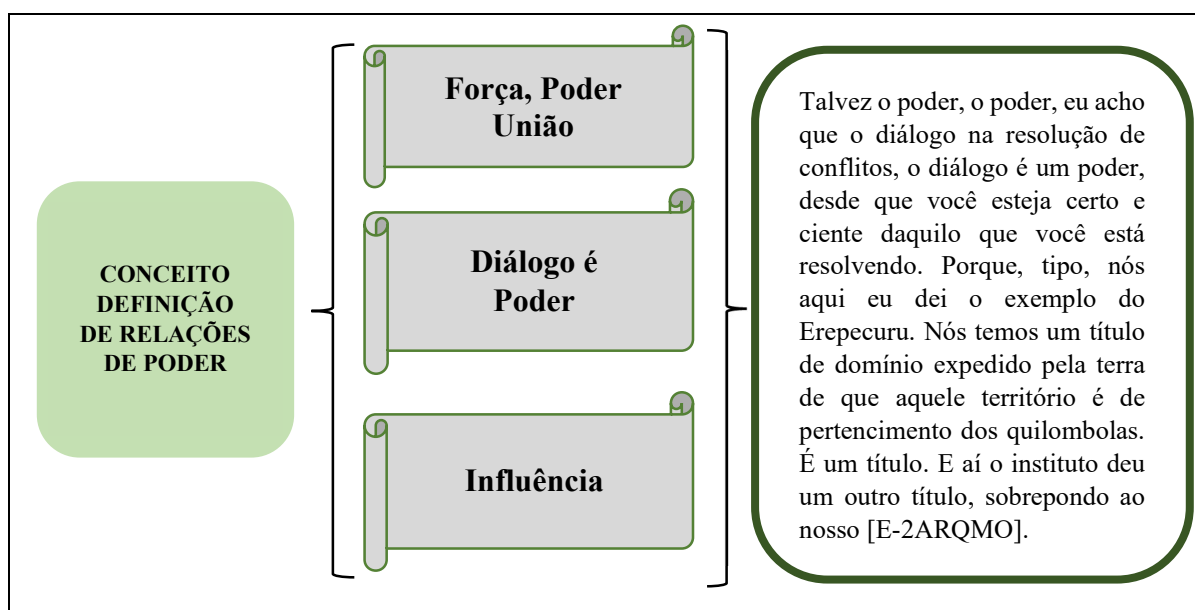 CONCEITO
DEFINIÇÃO
DE RELAÇÕES
DE PODER
Força, Poder
União
Diálogo é
Poder
Influência
Talvez o poder, o poder, eu acho
que o diálogo na resolução de
conflitos, o diálogo é um poder,
desde que você esteja certo e
ciente daquilo que você está
resolvendo. Porque, tipo, nós
aqui eu dei o exemplo do
Erepecuru. Nós temos um título
de domínio expedido pela terra
de que aquele território é de
pertencimento dos quilombolas.
É um título. E aí o instituto deu
um outro título, sobrepondo ao
nosso [E-2ARQMO].